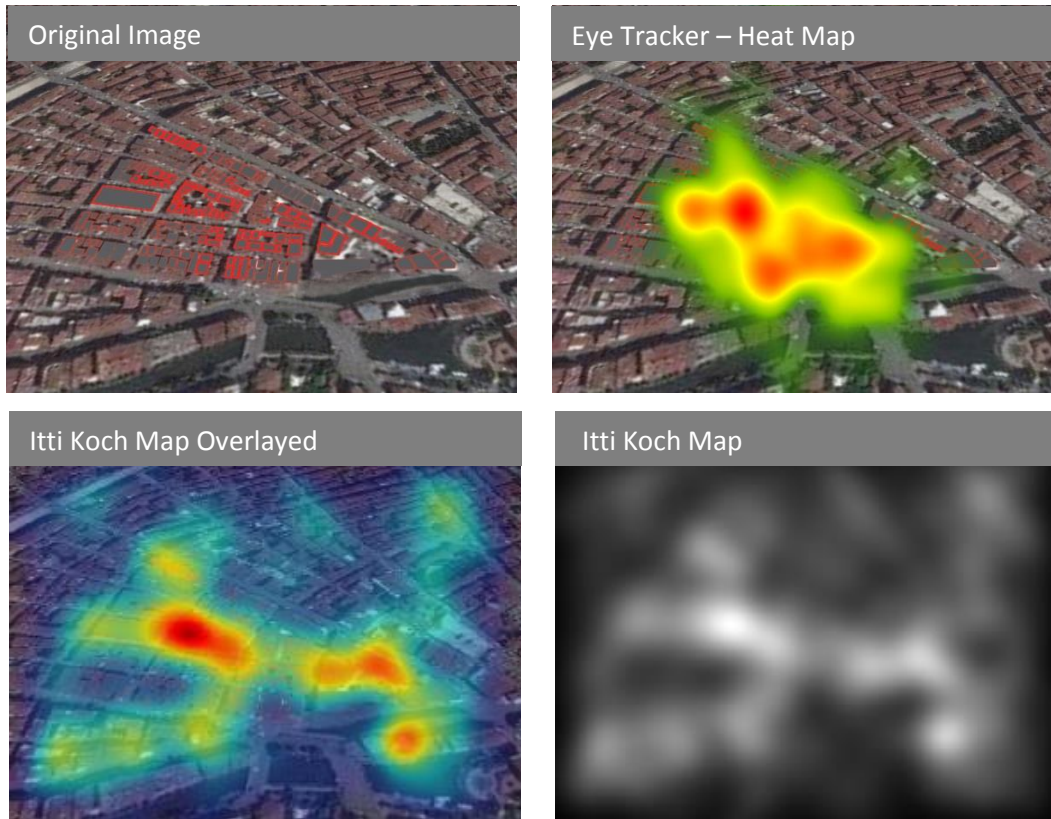 Original Image
Eye Tracker – Heat Map
Itti Koch Map Overlayed
Itti Koch Map